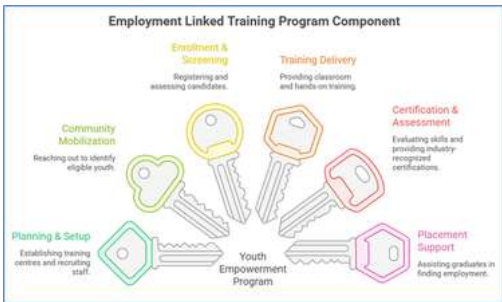 Employment Linked Training Program Component
Enrolment &
Screening
Registering and
assessing candidates.
Training Delivery
Providing classroom
and hands-on training.
Community
Mobilization
Reaching out to identify
eligible youth.
Certification &
Assessment
Evaluating skills and
providing industry-
recognized
certifications.
Planning & Setup
Establishing training
centres and recruiting
staff.
Youth
Empowerment
Program
Placement
Support
Assisting graduates in
finding employment.